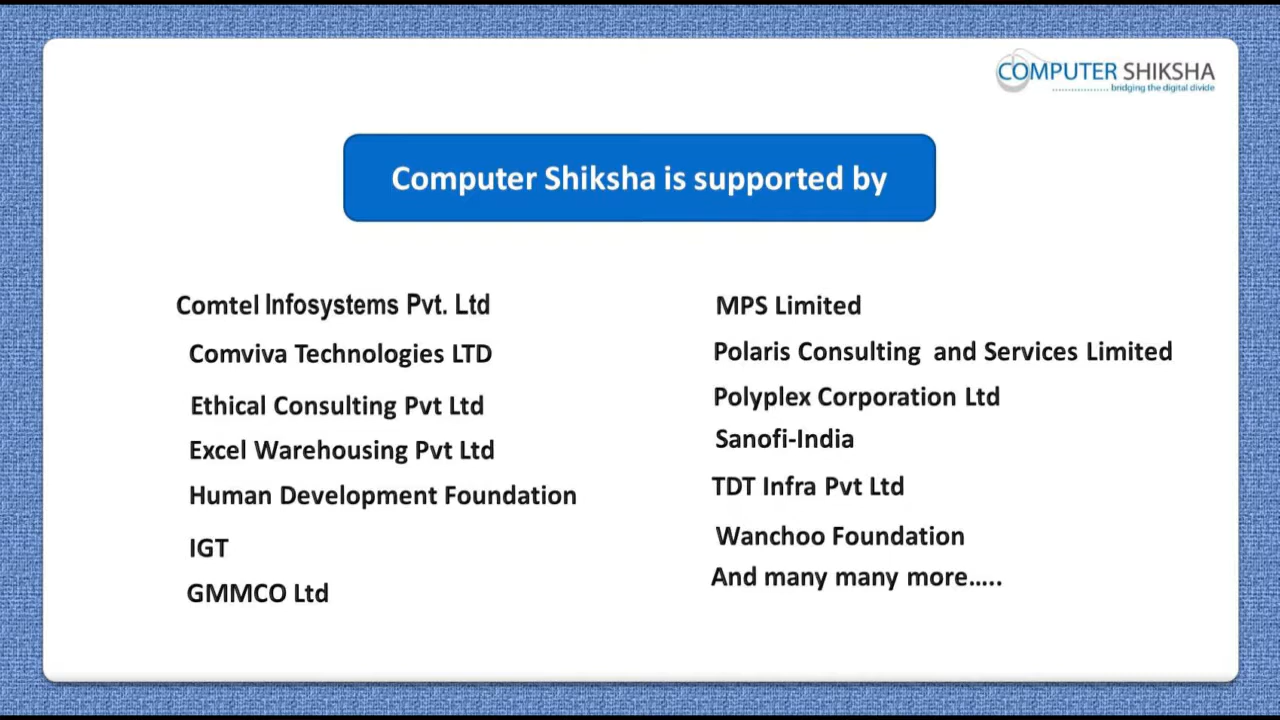 COMPUTER SHIKSHA
bridging the digital divide
Computer Shiksha is supported by
Comtel Infosystems Pvt. Ltd
Comviva Technologies LTD
Ethical Consulting Pvt Ltd
Excel Warehousing Pvt Ltd
Human Development Foundation
IGT
GMMCO Ltd
MPS Limited
Polaris Consulting and Services Limited
Polyplex Corporation Ltd
Sanofi-India
TDT Infra Pvt Ltd
Wanchoo Foundation
And many many more…..